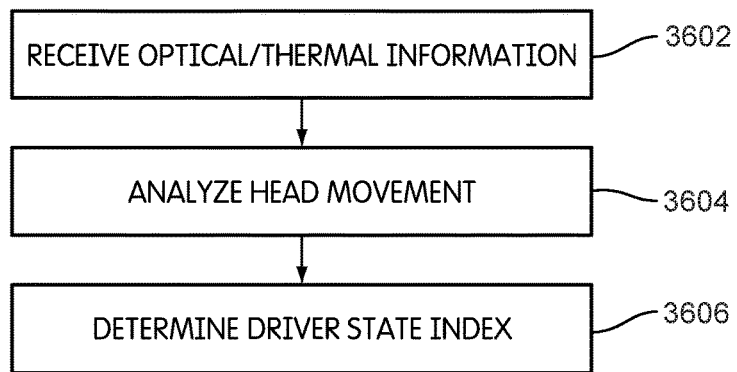 RECEIVE OPTICAL/THERMAL INFORMATION
3602
ANALYZE HEAD MOVEMENT
3604
DETERMINE DRIVER STATE INDEX
3606